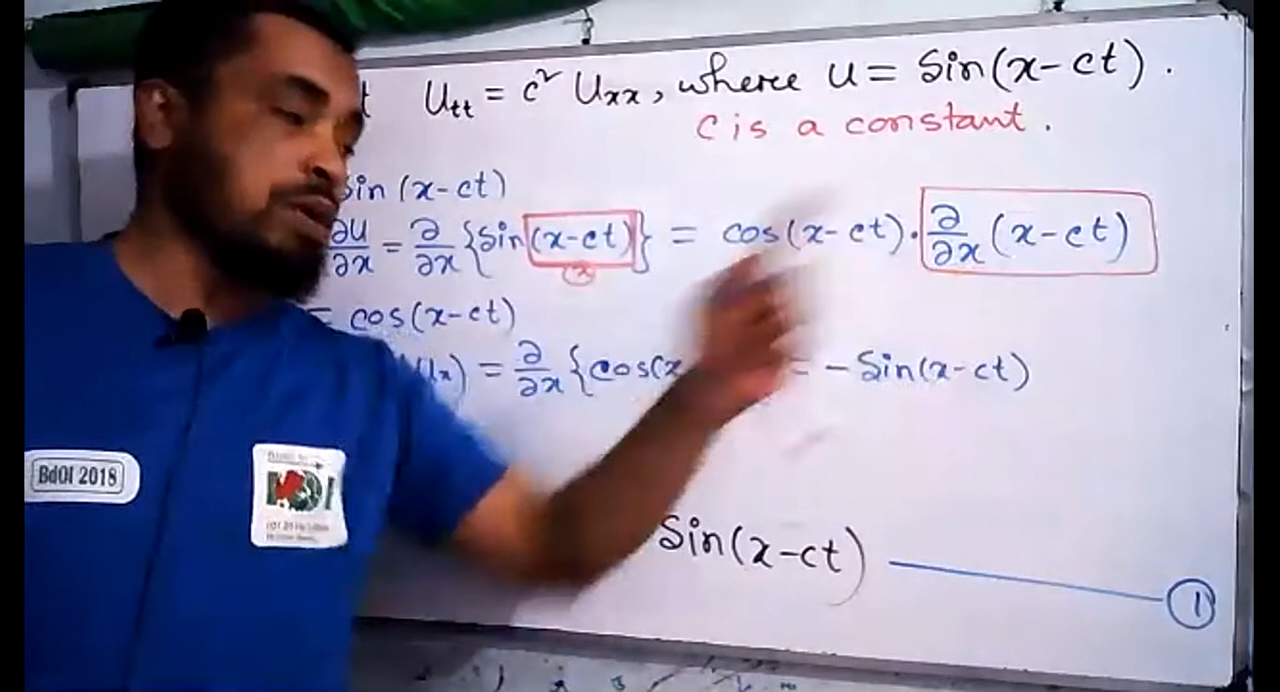 t Utt = c² Uxx, where u = Sin(x-ct).
C is a constant.
Sin (x-ct)
∂u/∂x = ∂/∂x {Sin(x-ct)} = cos(x-ct)·∂/∂x (x-ct)
(x)
= cos(x-ct)
Ux) = ∂/∂x {cos(x = -Sin(x-ct)
Sin(x-ct) 1
BdOI 2018